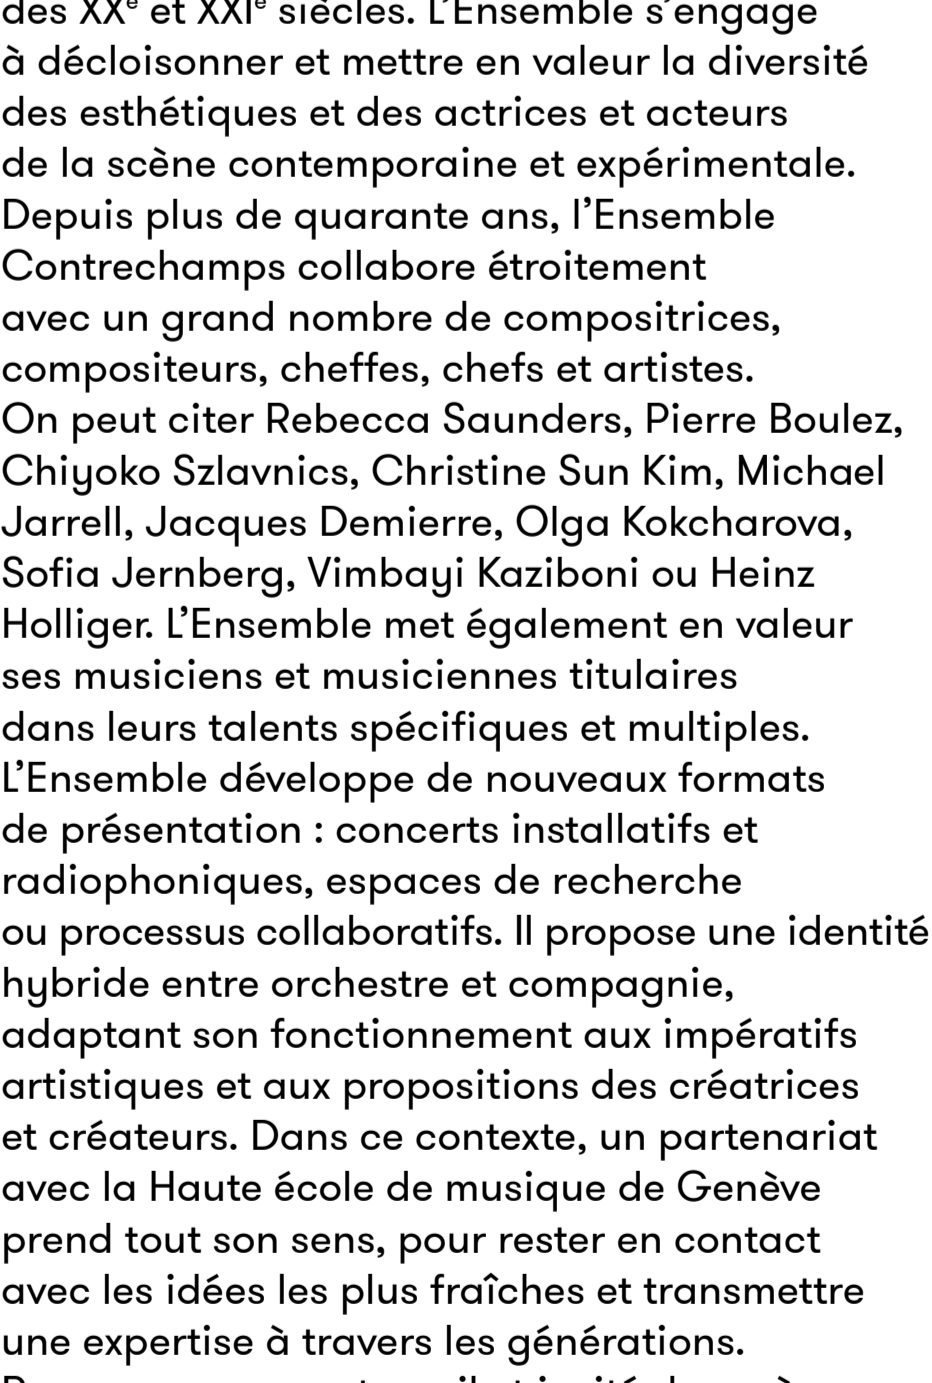 des XXᵉ et XXIᵉ siècles. L’Ensemble s’engage
à décloisonner et mettre en valeur la diversité
des esthétiques et des actrices et acteurs
de la scène contemporaine et expérimentale.
Depuis plus de quarante ans, l’Ensemble
Contrechamps collabore étroitement
avec un grand nombre de compositrices,
compositeurs, cheffes, chefs et artistes.
On peut citer Rebecca Saunders, Pierre Boulez,
Chiyoko Szlavnics, Christine Sun Kim, Michael
Jarrell, Jacques Demierre, Olga Kokcharova,
Sofia Jernberg, Vimbayi Kaziboni ou Heinz
Holliger. L’Ensemble met également en valeur
ses musiciens et musiciennes titulaires
dans leurs talents spécifiques et multiples.
L’Ensemble développe de nouveaux formats
de présentation : concerts installatifs et
radiophoniques, espaces de recherche
ou processus collaboratifs. Il propose une identité
hybride entre orchestre et compagnie,
adaptant son fonctionnement aux impératifs
artistiques et aux propositions des créatrices
et créateurs. Dans ce contexte, un partenariat
avec la Haute école de musique de Genève
prend tout son sens, pour rester en contact
avec les idées les plus fraîches et transmettre
une expertise à travers les générations.